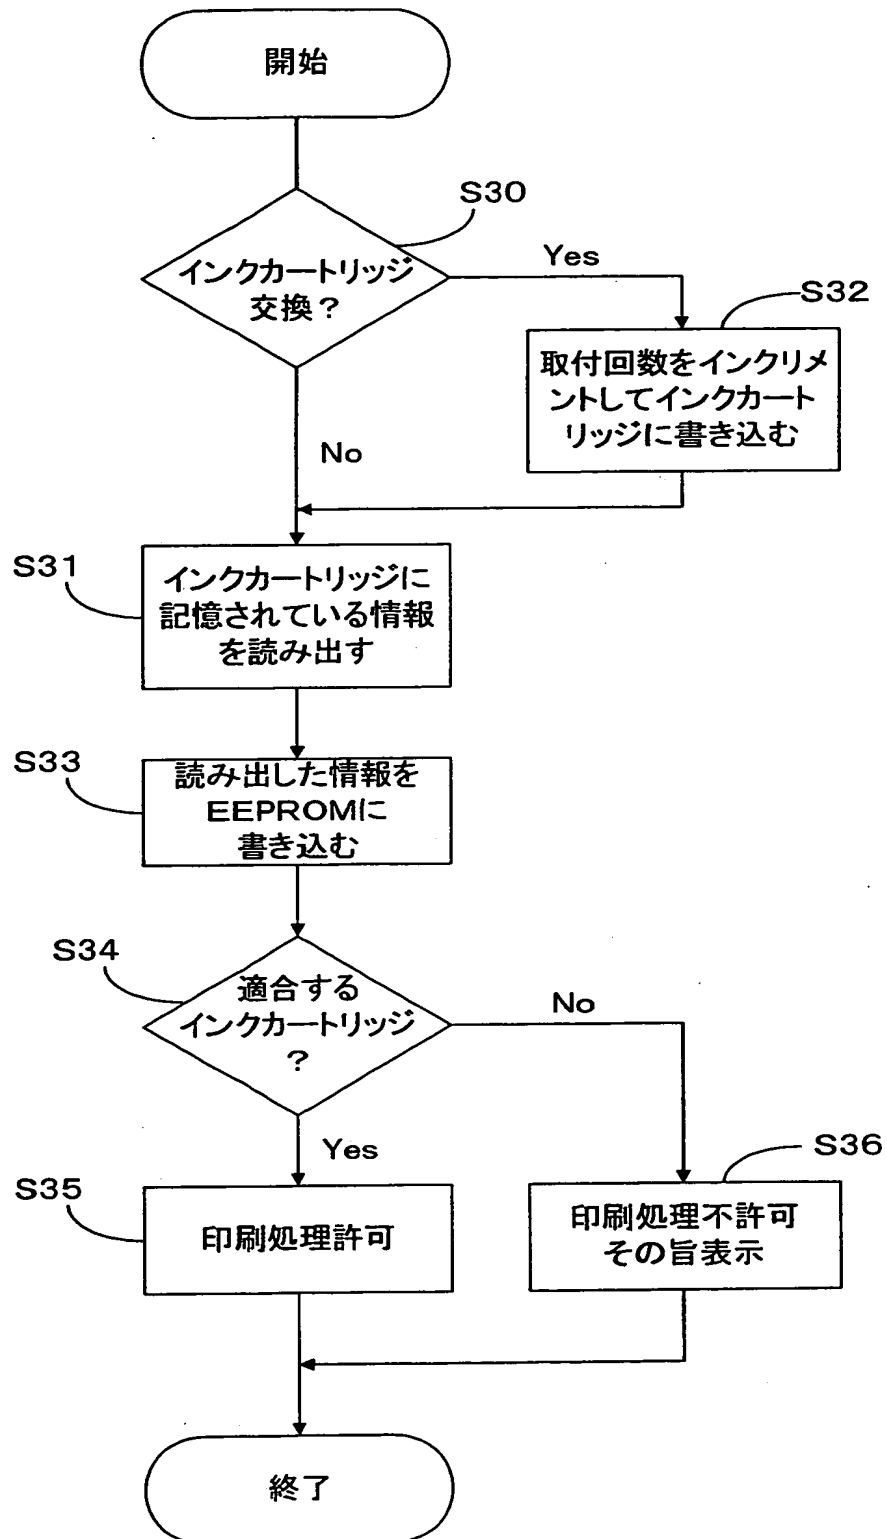 開始
S30
インクカートリッジ
交換？
Yes
S32
取付回数をインクリメ
ントしてインクカート
リッジに書き込む
No
S31
インクカートリッジに
記憶されている情報
を読み出す
S33
読み出した情報を
EEPROMに
書き込む
S34
適合する
インクカートリッジ
？
No
Yes
S35
印刷処理許可
S36
印刷処理不許可
その旨表示
終了